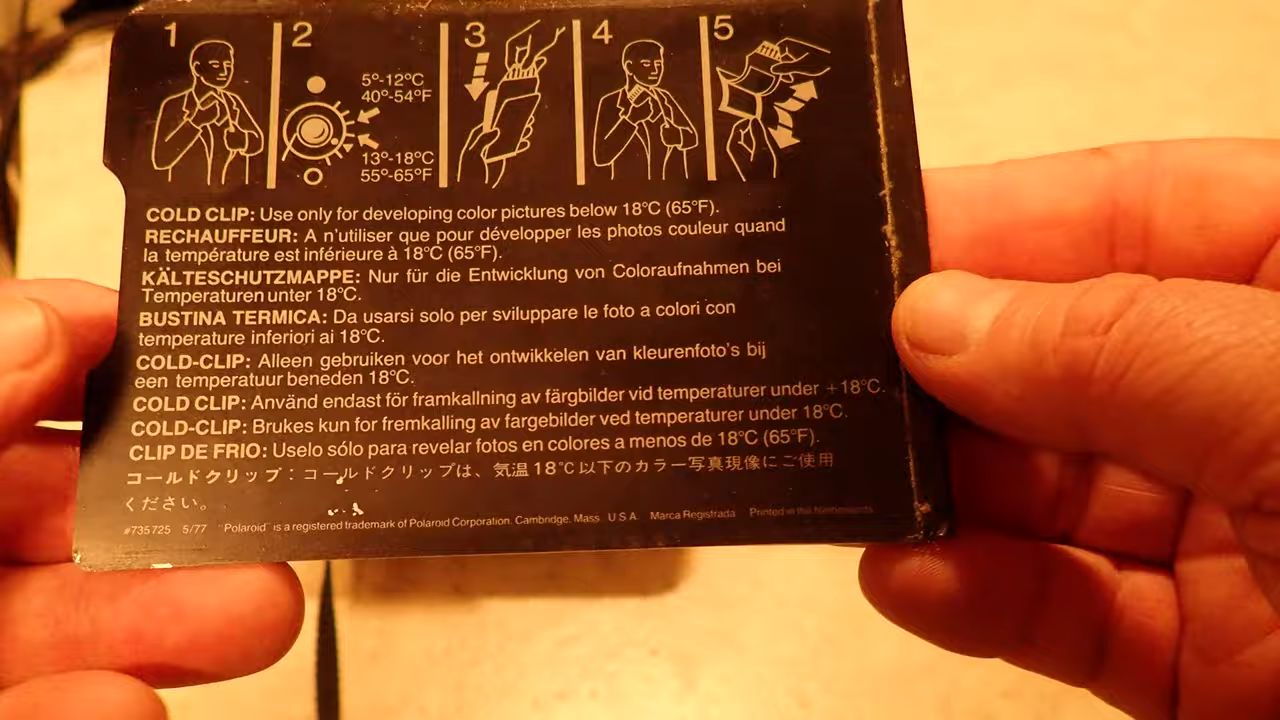 1 2 3 4 5
5°-12°C
40°-54°F
13°-18°C
55°-65°F
COLD CLIP: Use only for developing color pictures below 18°C (65°F).
RECHAUFFEUR: A n'utiliser que pour développer les photos couleur quand
la température est inférieure à 18°C (65°F).
KÄLTESCHUTZMAPPE: Nur für die Entwicklung von Coloraufnahmen bei
Temperaturen unter 18°C.
BUSTINA TERMICA: Da usarsi solo per sviluppare le foto a colori con
temperature inferiori ai 18°C.
COLD-CLIP: Alleen gebruiken voor het ontwikkelen van kleurenfoto's bij
een temperatuur beneden 18°C.
COLD CLIP: Använd endast för framkallning av färgbilder vid temperaturer under +18°C.
COLD-CLIP: Brukes kun for fremkalling av fargebilder ved temperaturer under 18°C.
CLIP DE FRIO: Uselo sólo para revelar fotos en colores a menos de 18°C (65°F).
コールドクリップ：コールドクリップは、気温18°C以下のカラー写真現像にご使用
ください。
#735725 5/77 "Polaroid" is a registered trademark of Polaroid Corporation. Cambridge. Mass. U.S.A. Marca Registrada Printed in the Netherlands